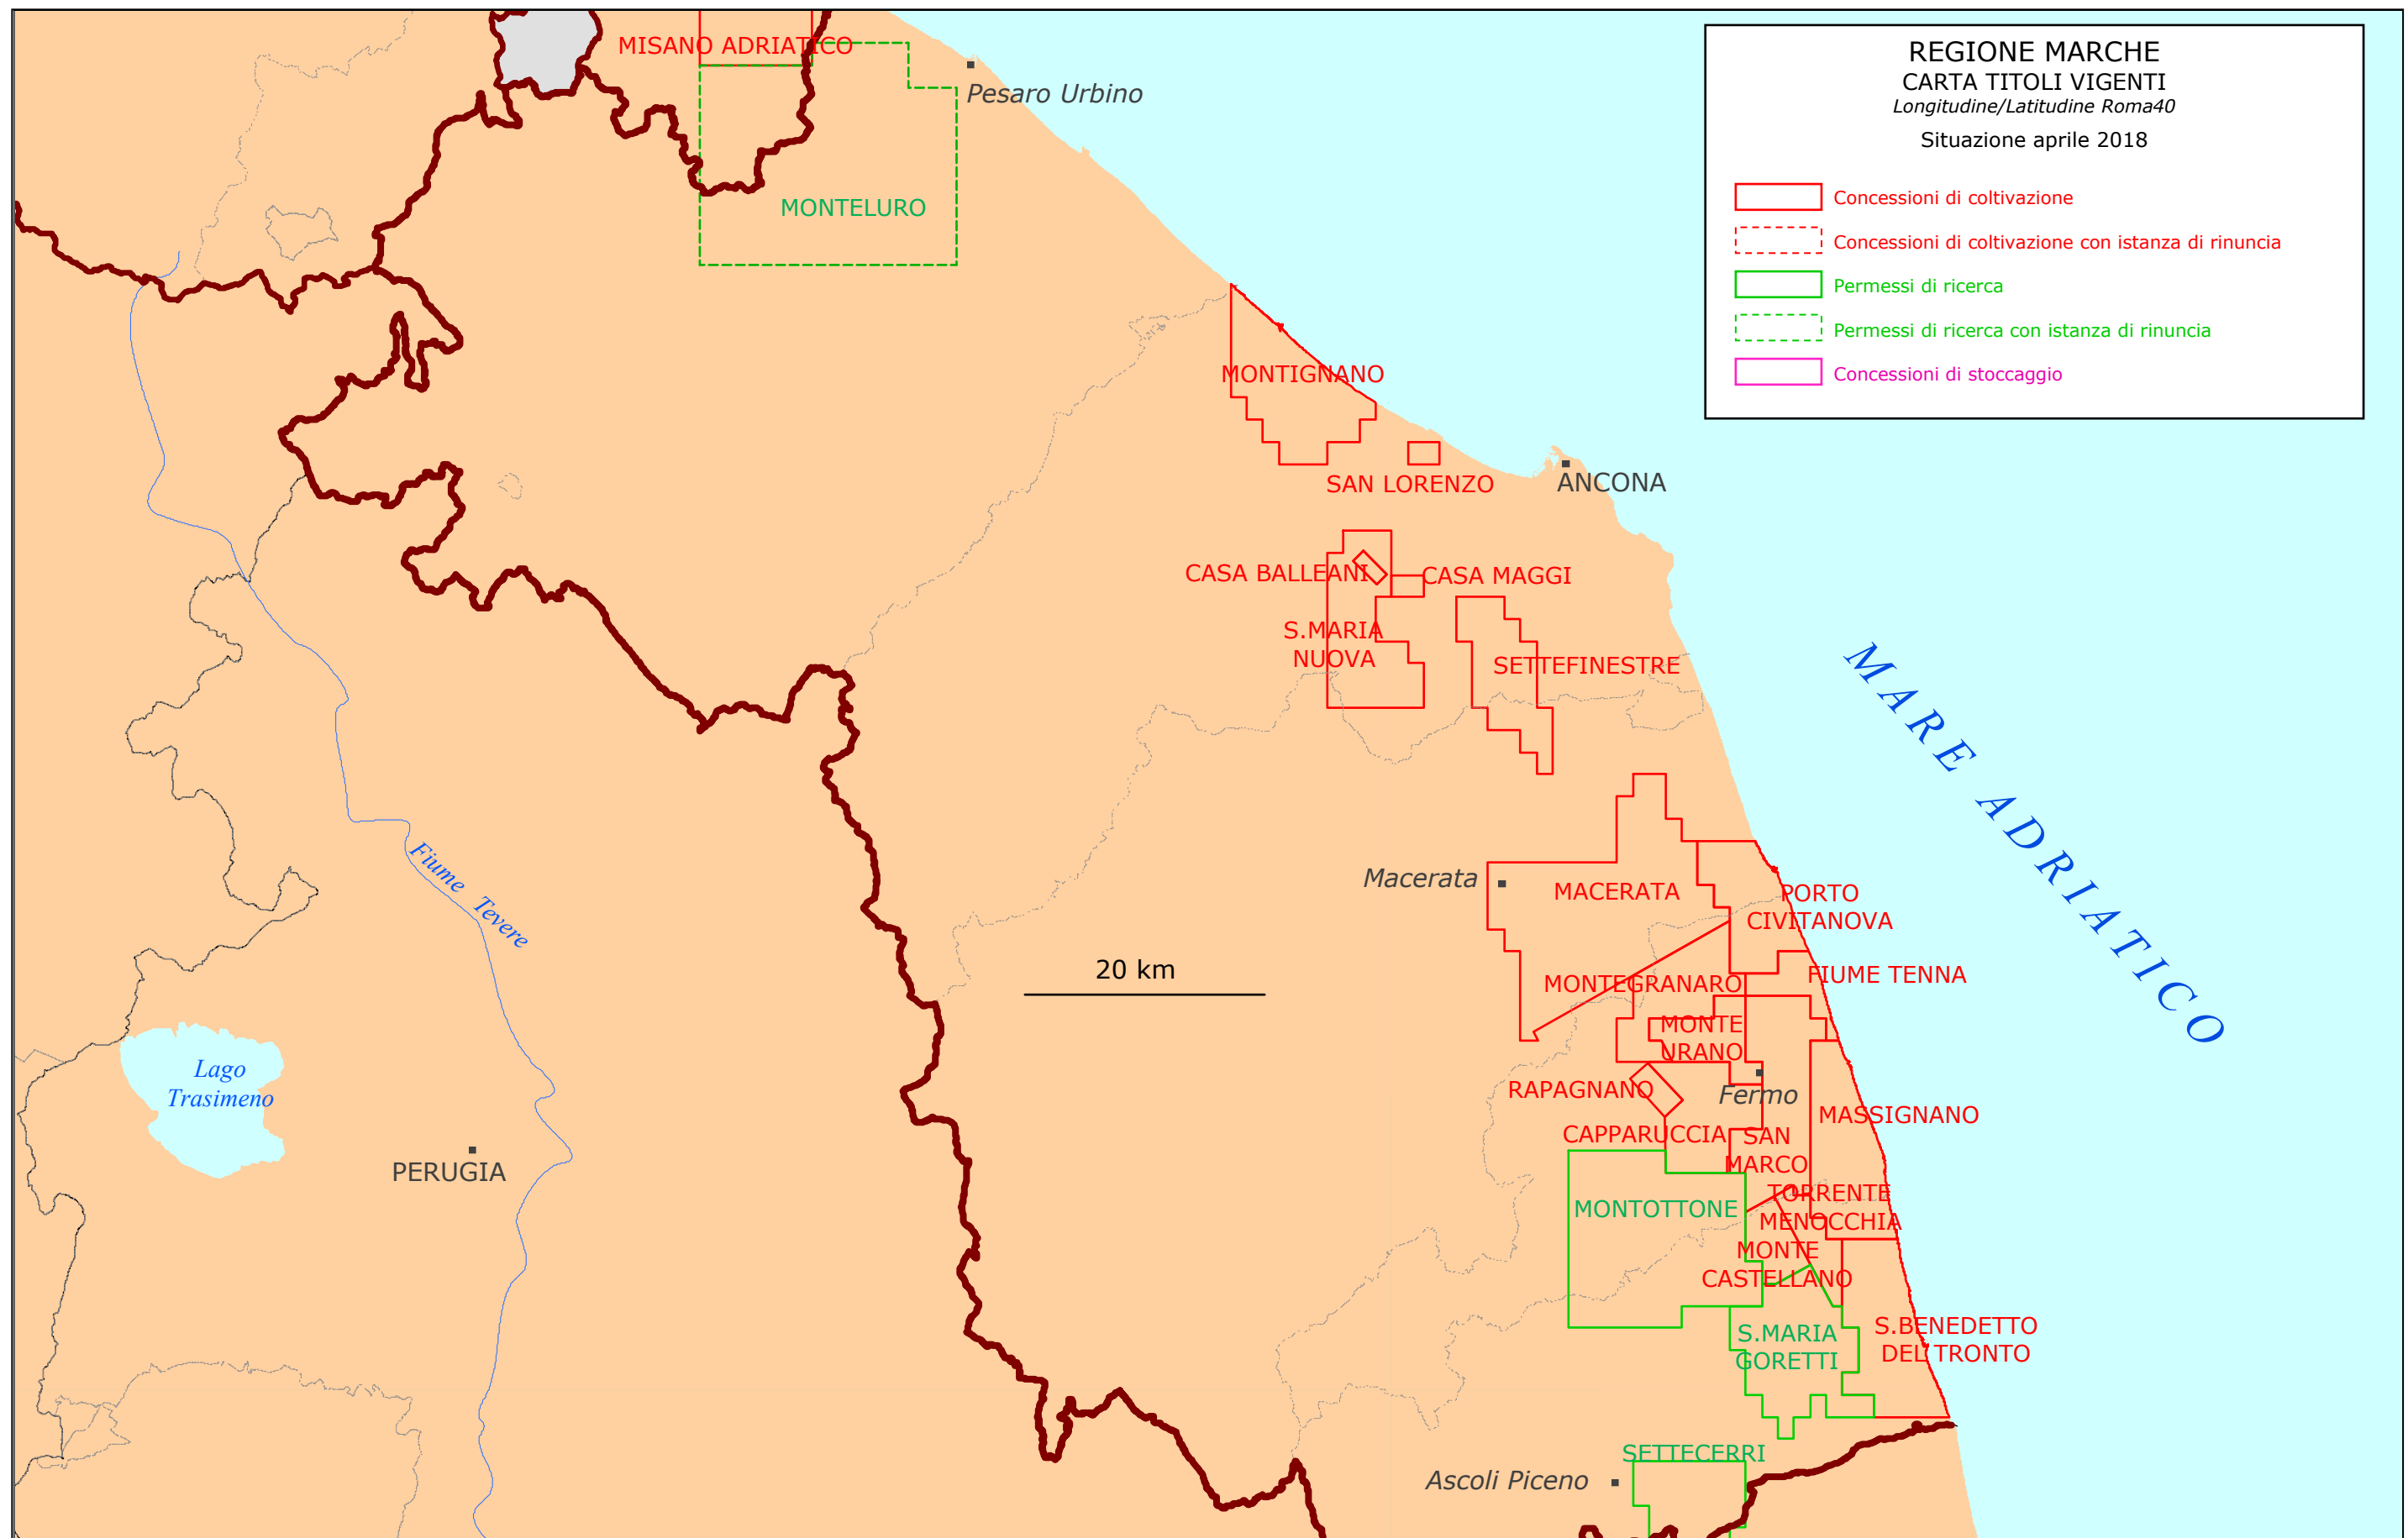 REGIONE MARCHE
CARTA TITOLI VIGENTI
Longitudine/Latitudine Roma40
Situazione aprile 2018
Concessioni di coltivazione
Concessioni di coltivazione con istanza di rinuncia
Permessi di ricerca
Permessi di ricerca con istanza di rinuncia
Concessioni di stoccaggio
MISANO ADRIATICO
Pesaro Urbino
MONTELURO
MONTIGNANO
SAN LORENZO
ANCONA
CASA BALLEANI
CASA MAGGI
S.MARIA
NUOVA
SETTEFINESTRE
MARE ADRIATICO
Fiume Tevere
Macerata
MACERATA
PORTO
CIVITANOVA
20 km
MONTEGRANARO
FIUME TENNA
MONTE
URANO
Lago
Trasimeno
RAPAGNANO
Fermo
MASSIGNANO
CAPPARUCCIA
SAN
MARCO
PERUGIA
MONTOTTONE
TORRENTE
MENOCCHIA
MONTE
CASTELLANO
S.MARIA
GORETTI
S.BENEDETTO
DEL TRONTO
SETTECERRI
Ascoli Piceno